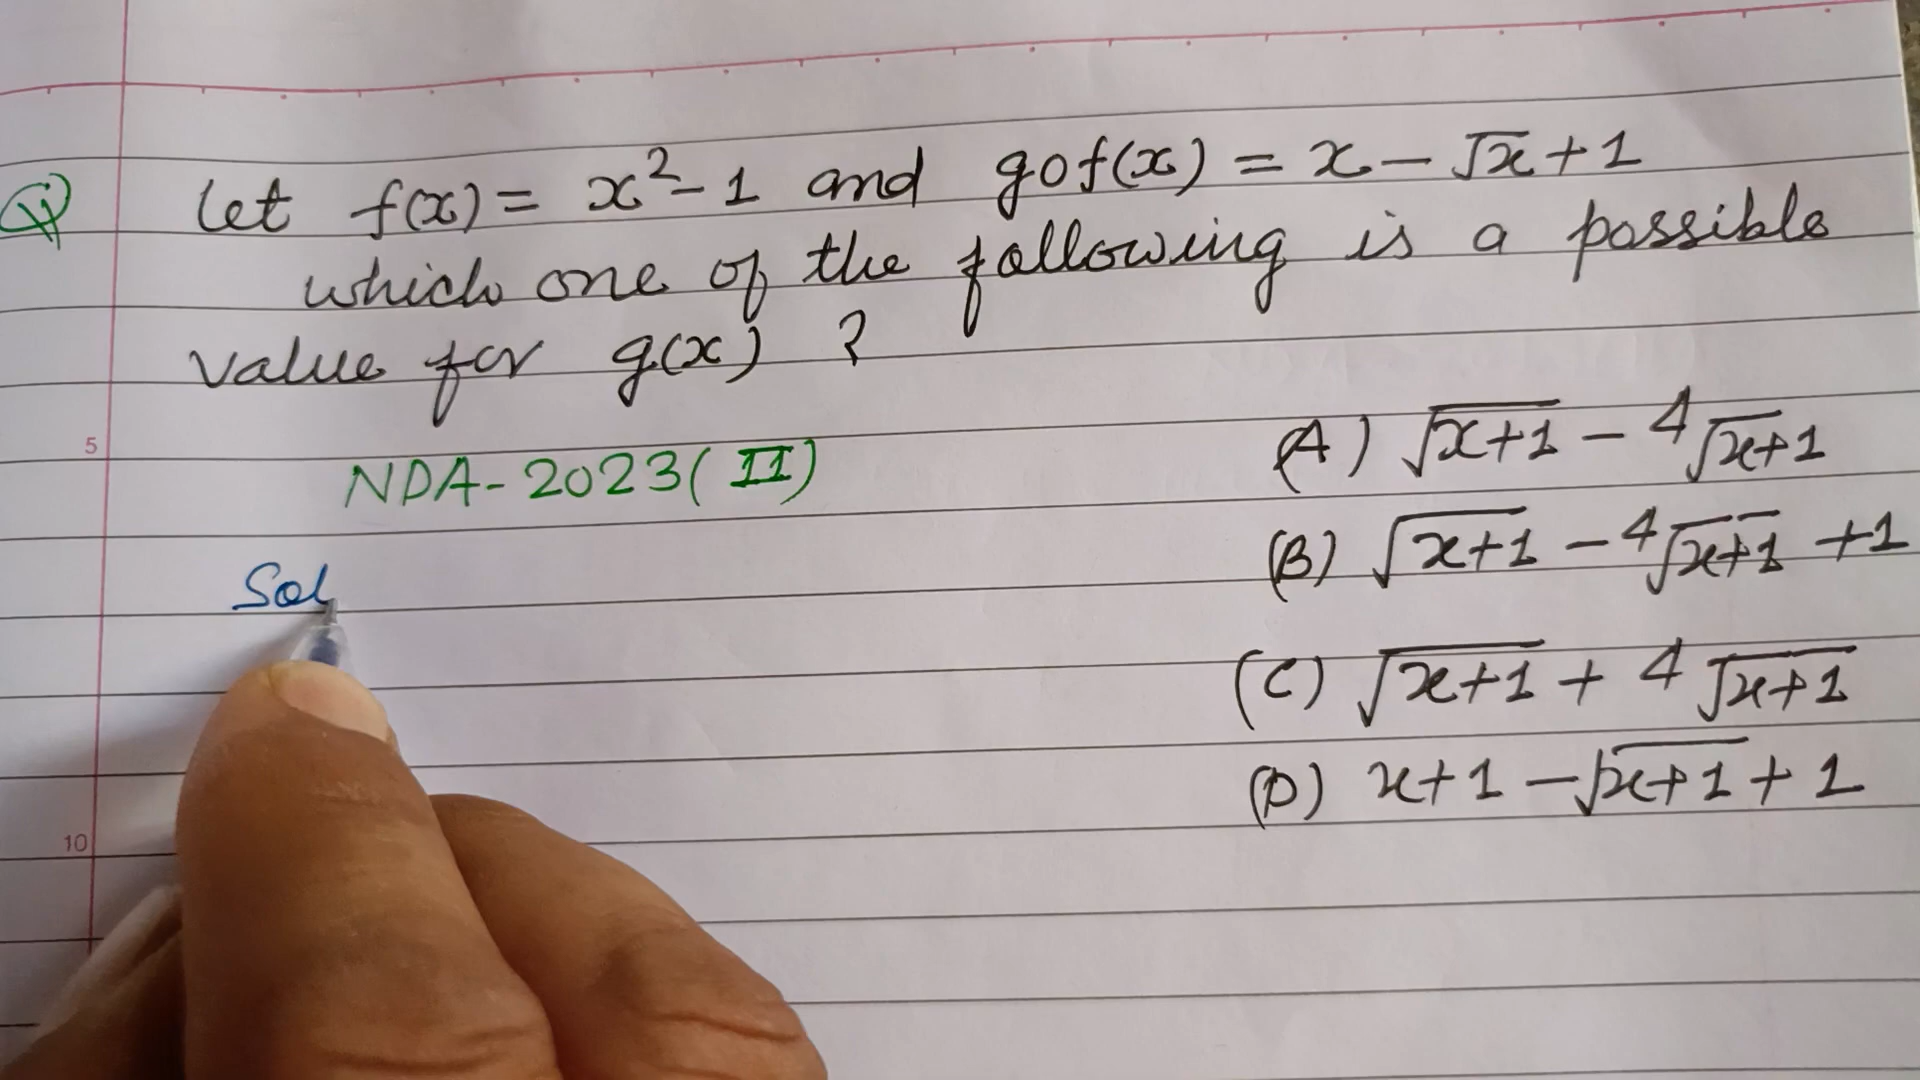 Q Let f(x) = x²-1 and gof(x) = x - √x + 1
which one of the following is a possible
value for g(x) ?
(A) √x+1 - 4√x+1
5
NDA-2023(II)
(B) √x+1 - 4√x+1 +1
Sol
(C) √x+1 + 4√x+1
(D) x+1 - √x+1 + 1
10